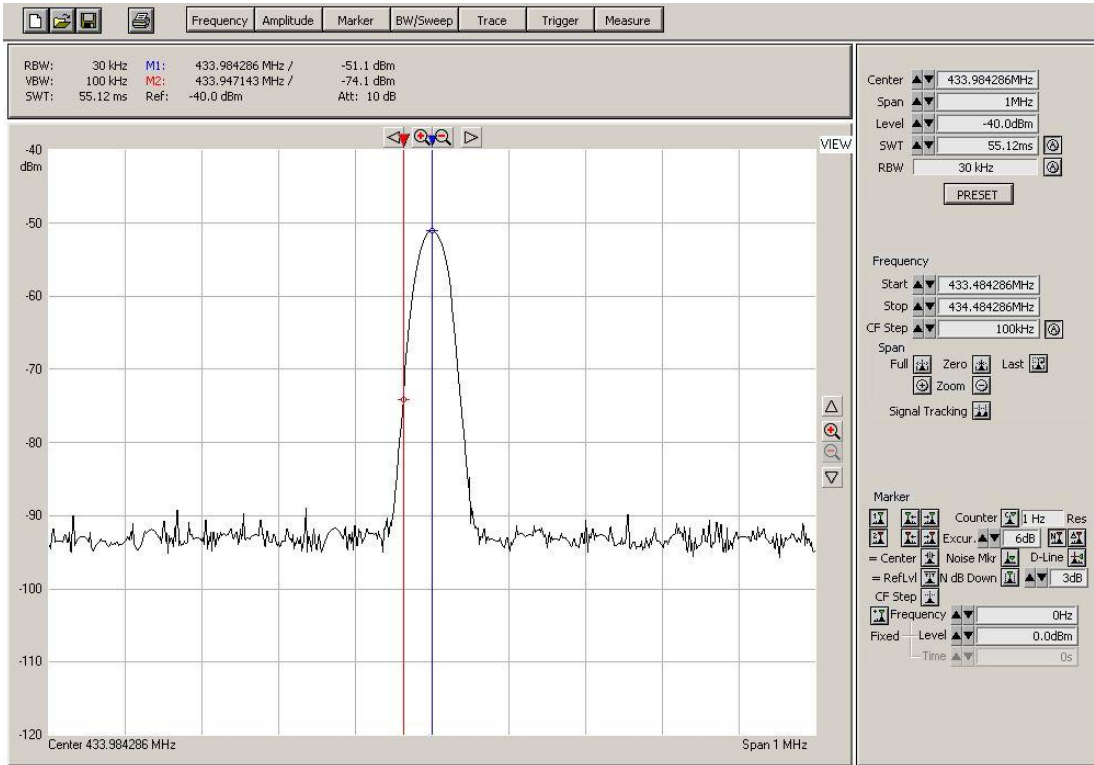 Frequency Amplitude Marker BW/Sweep Trace Trigger Measure
RBW: 30 kHz M1: 433.984286 MHz / -51.1 dBm
VBW: 100 kHz M2: 433.947143 MHz / -74.1 dBm
SWT: 55.12 ms Ref: -40.0 dBm Att: 10 dB
VIEW
-40
dBm
-50
-60
-70
-80
-90
-100
-110
-120
Center 433.984286 MHz Span 1 MHz
Center 433.984286MHz
Span 1MHz
Level -40.0dBm
SWT 55.12ms
RBW 30 kHz
PRESET
Frequency
Start 433.484286MHz
Stop 434.484286MHz
CF Step 100kHz
Span
Full Zero Last
Zoom
Signal Tracking
Marker
Counter 1 Hz Res
Excur. 6dB
= Center Noise Mkr D-Line
= RefLvl N dB Down 3dB
CF Step
Frequency 0Hz
Fixed Level 0.0dBm
Time 0s